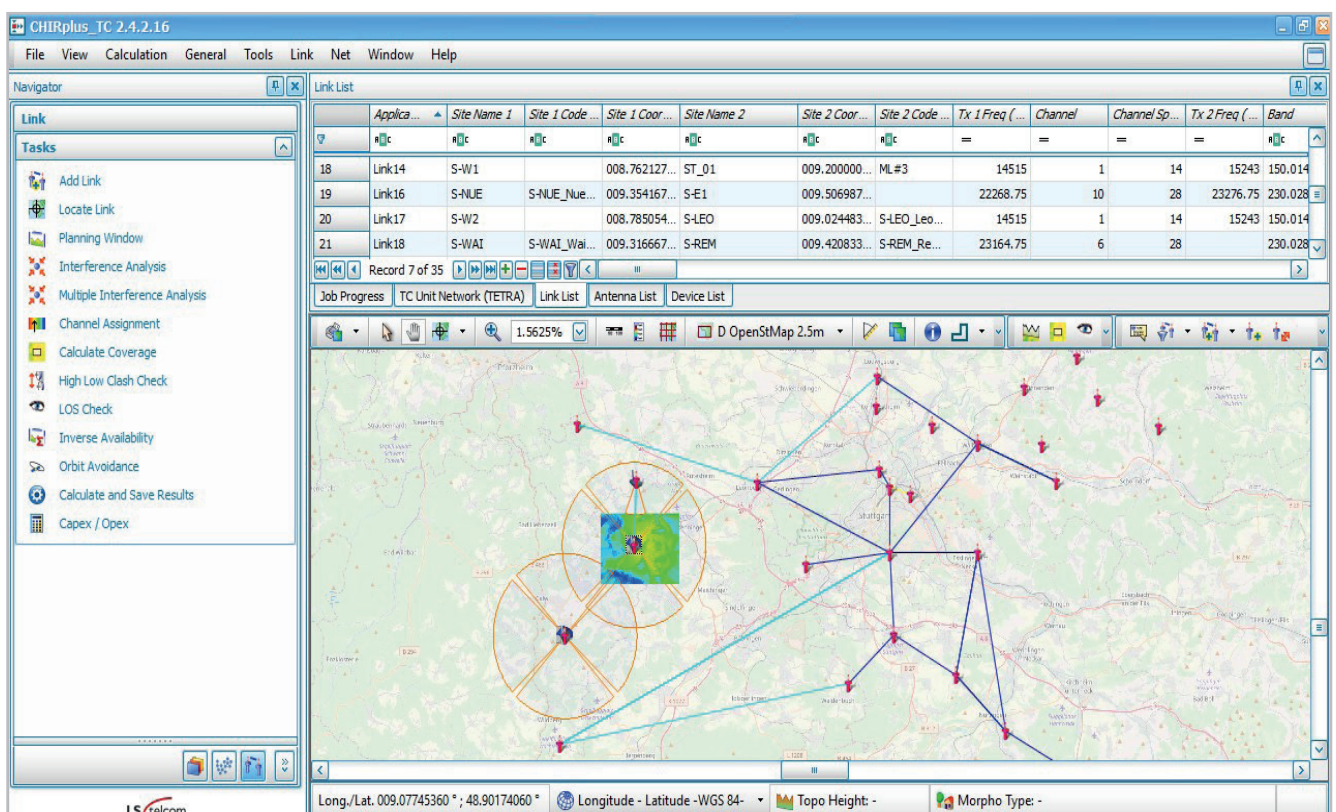 CHIRplus_TC 2.4.2.16
File View Calculation General Tools Link Net Window Help
Navigator
Link
Tasks
Add Link
Locate Link
Planning Window
Interference Analysis
Multiple Interference Analysis
Channel Assignment
Calculate Coverage
High Low Clash Check
LOS Check
Inverse Availability
Orbit Avoidance
Calculate and Save Results
Capex / Opex
LS telcom
Link List
Applica... Site Name 1 Site 1 Code ... Site 1 Coor... Site Name 2 Site 2 Coor... Site 2 Code ... Tx 1 Freq (... Channel Channel Sp... Tx 2 Freq (... Band
= = = =
18 Link14 S-W1 008.762127... ST_01 009.200000... ML#3 14515 1 14 15243 150.014
19 Link16 S-NUE S-NUE_Nue... 009.354167... S-E1 009.506987... 22268.75 10 28 23276.75 230.028
20 Link17 S-W2 008.785054... S-LEO 009.024483... S-LEO_Leo... 14515 1 14 15243 150.014
21 Link18 S-WAI S-WAI_Wai... 009.316667... S-REM 009.420833... S-REM_Re... 23164.75 6 28 230.028
Record 7 of 35
Job Progress TC Unit Network (TETRA) Link List Antenna List Device List
1.5625% D OpenStMap 2.5m
Pforzheim
Stuttgart
Long./Lat. 009.07745360 ° ; 48.90174060 ° Longitude - Latitude -WGS 84- Topo Height: - Morpho Type: -